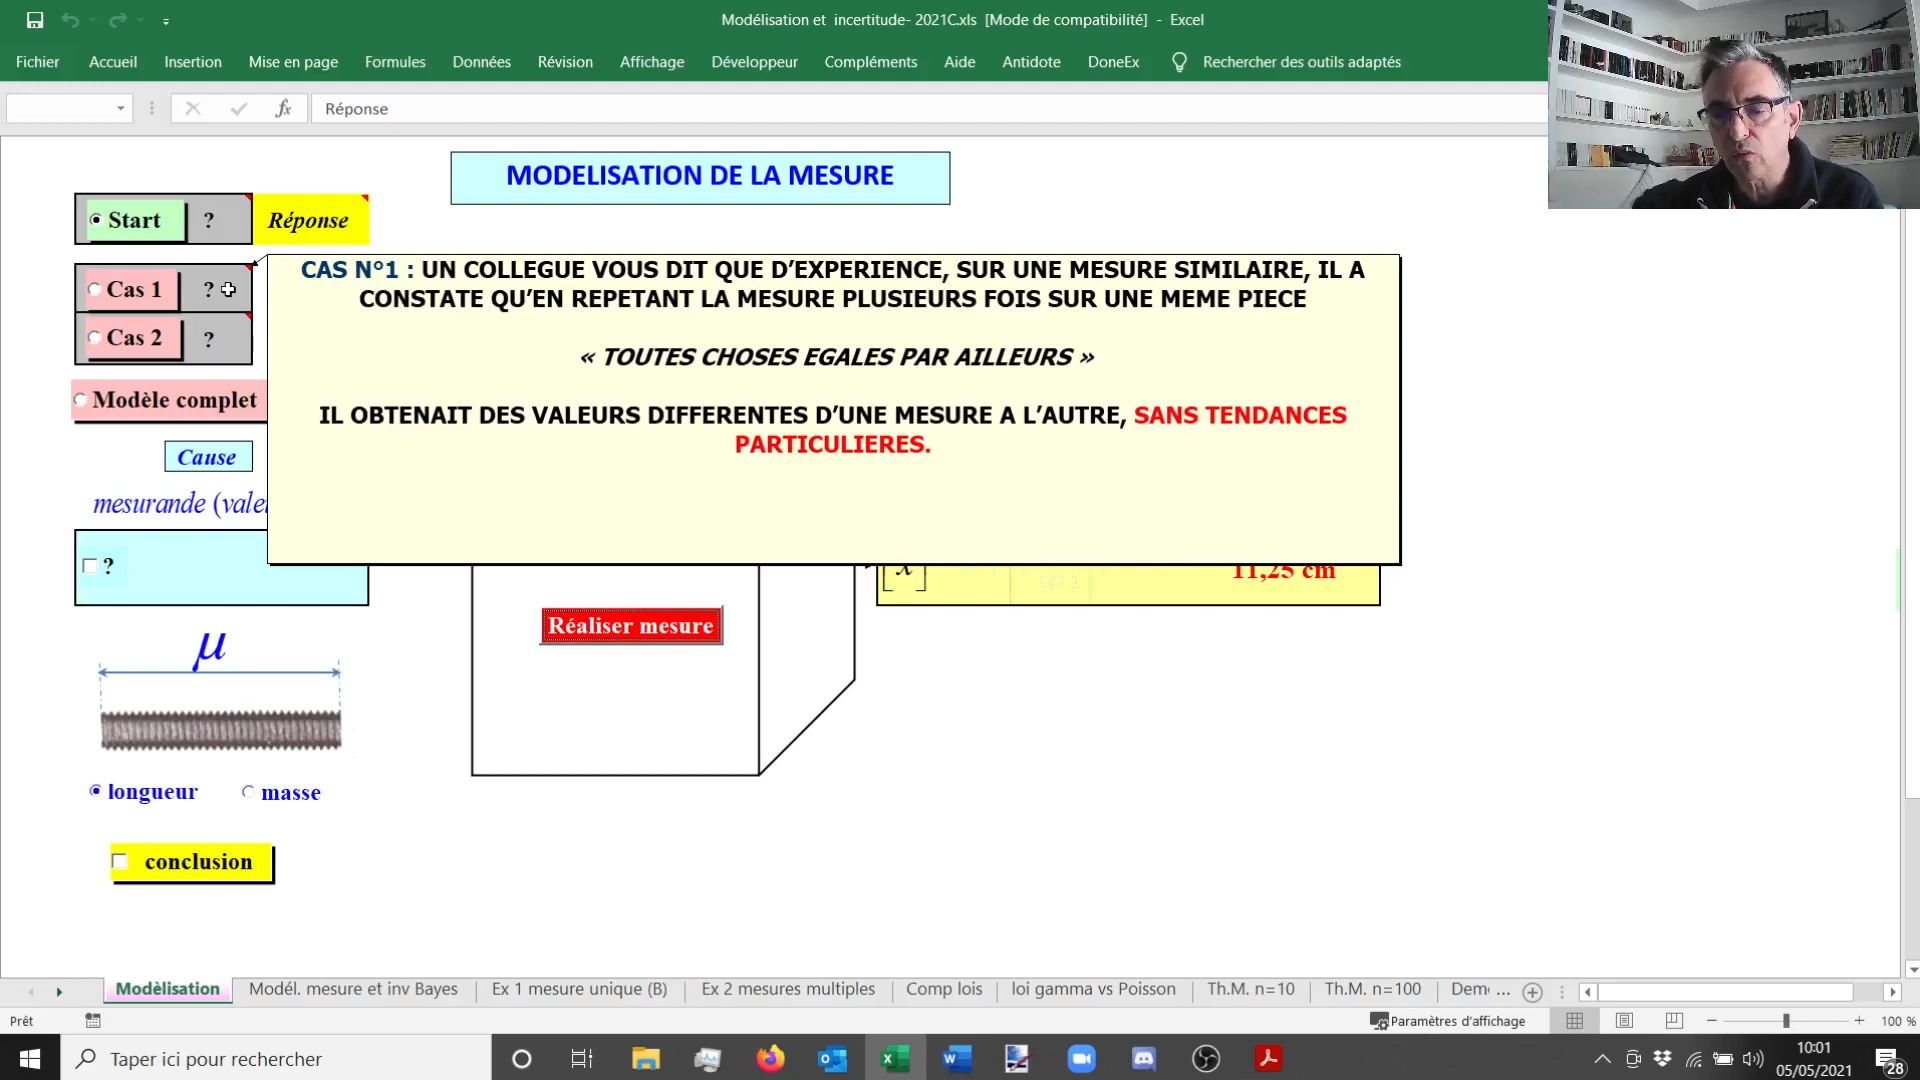 Modélisation et incertitude- 2021C.xls [Mode de compatibilité] - Excel
Fichier Accueil Insertion Mise en page Formules Données Révision Affichage Développeur Compléments Aide Antidote DoneEx Rechercher des outils adaptés
fx Réponse
MODELISATION DE LA MESURE
Start ? Réponse
CAS N°1 : UN COLLEGUE VOUS DIT QUE D'EXPERIENCE, SUR UNE MESURE SIMILAIRE, IL A
CONSTATE QU'EN REPETANT LA MESURE PLUSIEURS FOIS SUR UNE MEME PIECE
« TOUTES CHOSES EGALES PAR AILLEURS »
IL OBTENAIT DES VALEURS DIFFERENTES D'UNE MESURE A L'AUTRE, SANS TENDANCES
PARTICULIERES.
Cas 1 ?
Cas 2 ?
Modèle complet
Cause
mesurande
?
x 11,25 cm
Réaliser mesure
μ
longueur masse
conclusion
Modèlisation Modél. mesure et inv Bayes Ex 1 mesure unique (B) Ex 2 mesures multiples Comp lois loi gamma vs Poisson Th.M. n=10 Th.M. n=100 ...
Prêt Paramètres d'affichage 100 %
Taper ici pour rechercher
10:01
05/05/2021
28